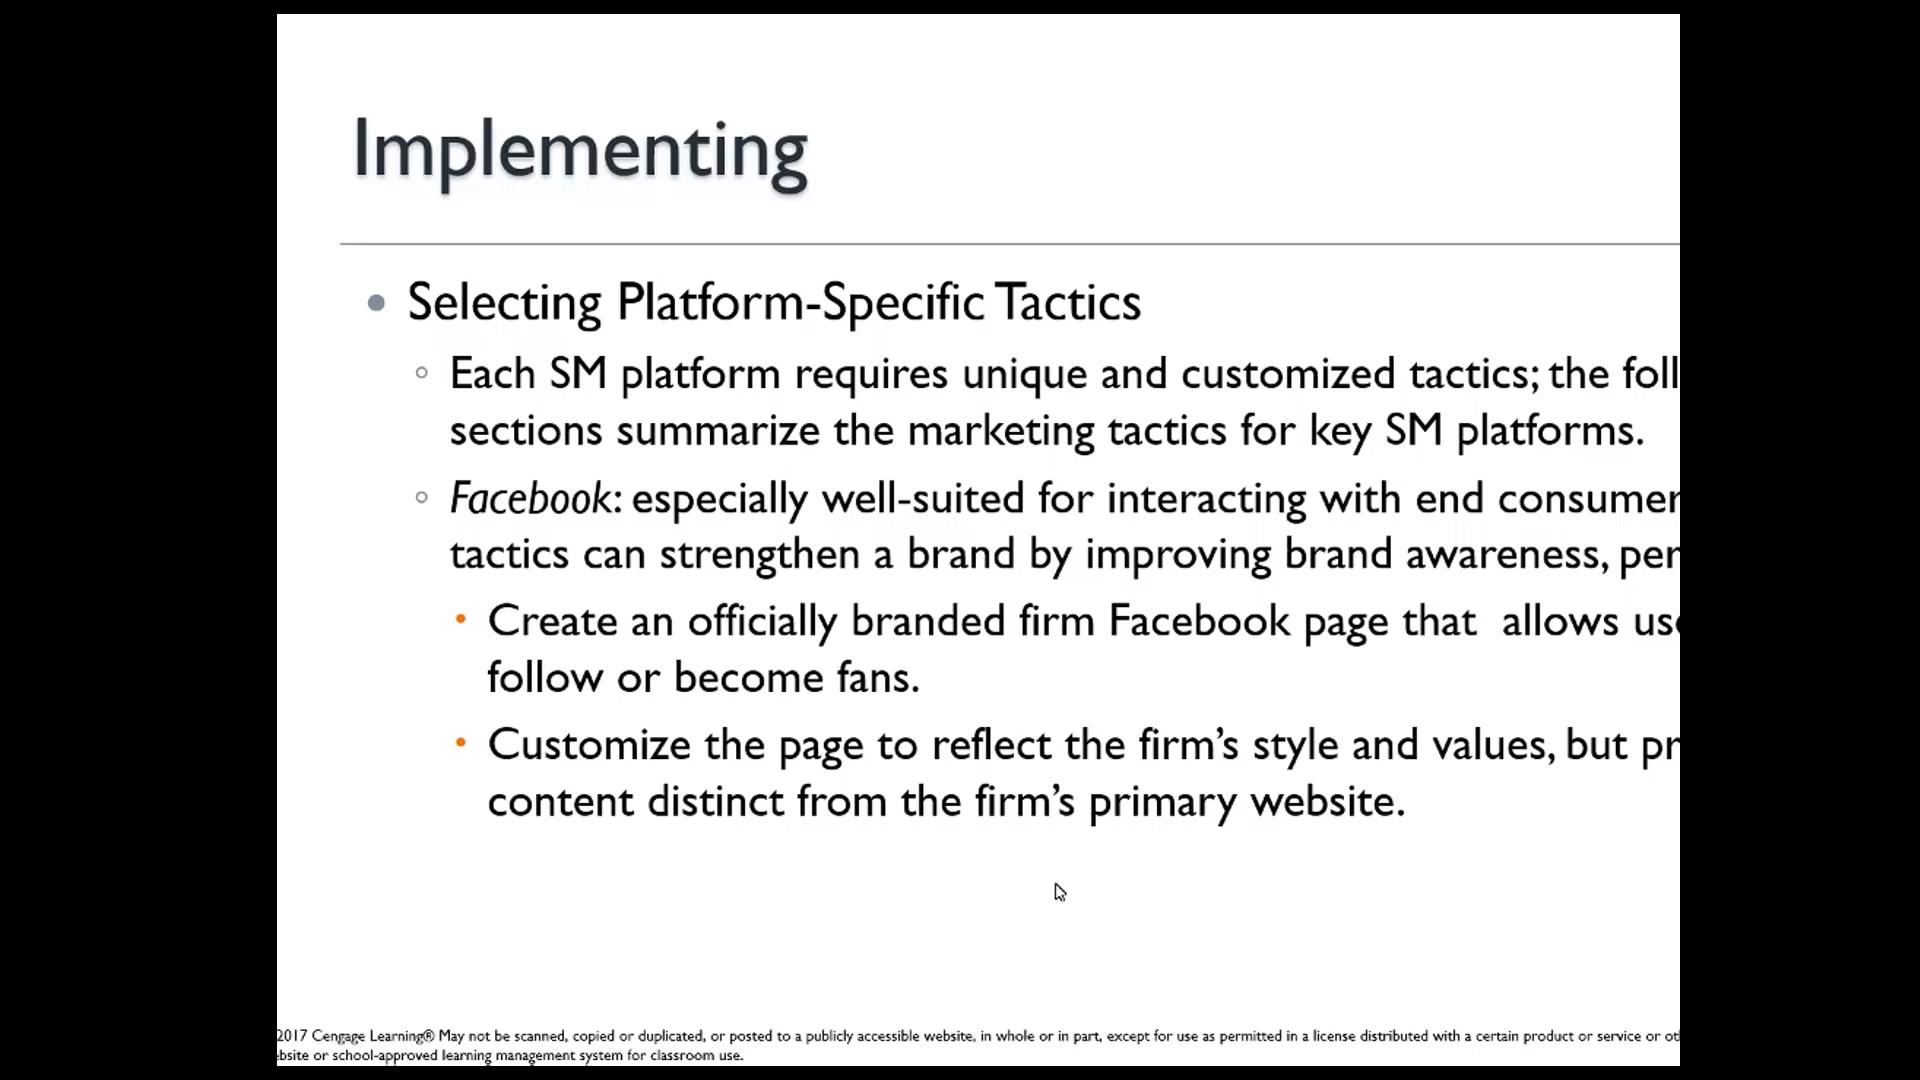 Implementing
• Selecting Platform-Specific Tactics
◦ Each SM platform requires unique and customized tactics; the foll
sections summarize the marketing tactics for key SM platforms.
◦ Facebook: especially well-suited for interacting with end consumer
tactics can strengthen a brand by improving brand awareness, per
• Create an officially branded firm Facebook page that  allows us
follow or become fans.
• Customize the page to reflect the firm’s style and values, but pr
content distinct from the firm’s primary website.
2017 Cengage Learning® May not be scanned, copied or duplicated, or posted to a publicly accessible website, in whole or in part, except for use as permitted in a license distributed with a certain product or service or ot
bsite or school-approved learning management system for classroom use.